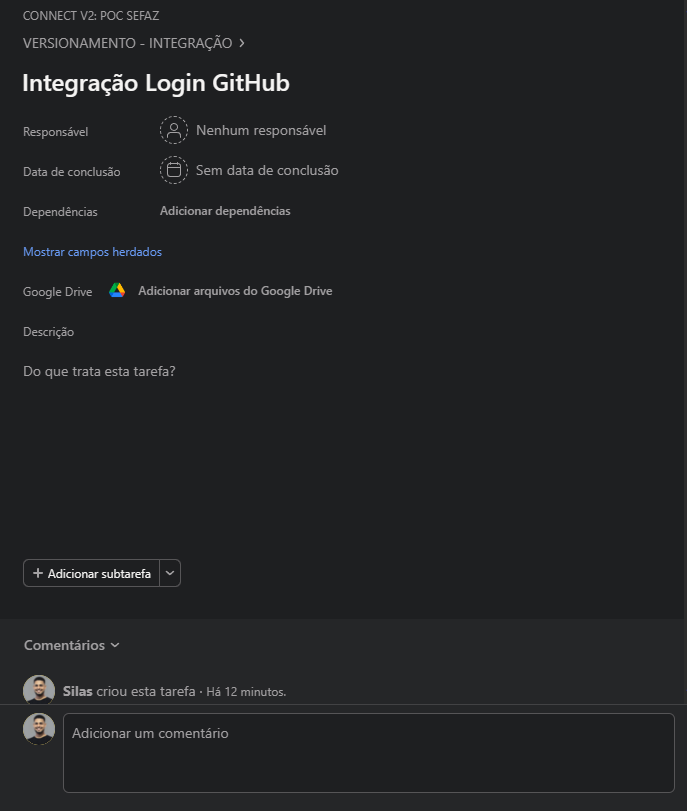 CONNECT V2: POC SEFAZ
VERSIONAMENTO - INTEGRAÇÃO
Integração Login GitHub
Responsável Nenhum responsável
Data de conclusão Sem data de conclusão
Dependências Adicionar dependências
Mostrar campos herdados
Google Drive Adicionar arquivos do Google Drive
Descrição
Do que trata esta tarefa?
+ Adicionar subtarefa
Comentários
Silas criou esta tarefa · Há 12 minutos.
Adicionar um comentário